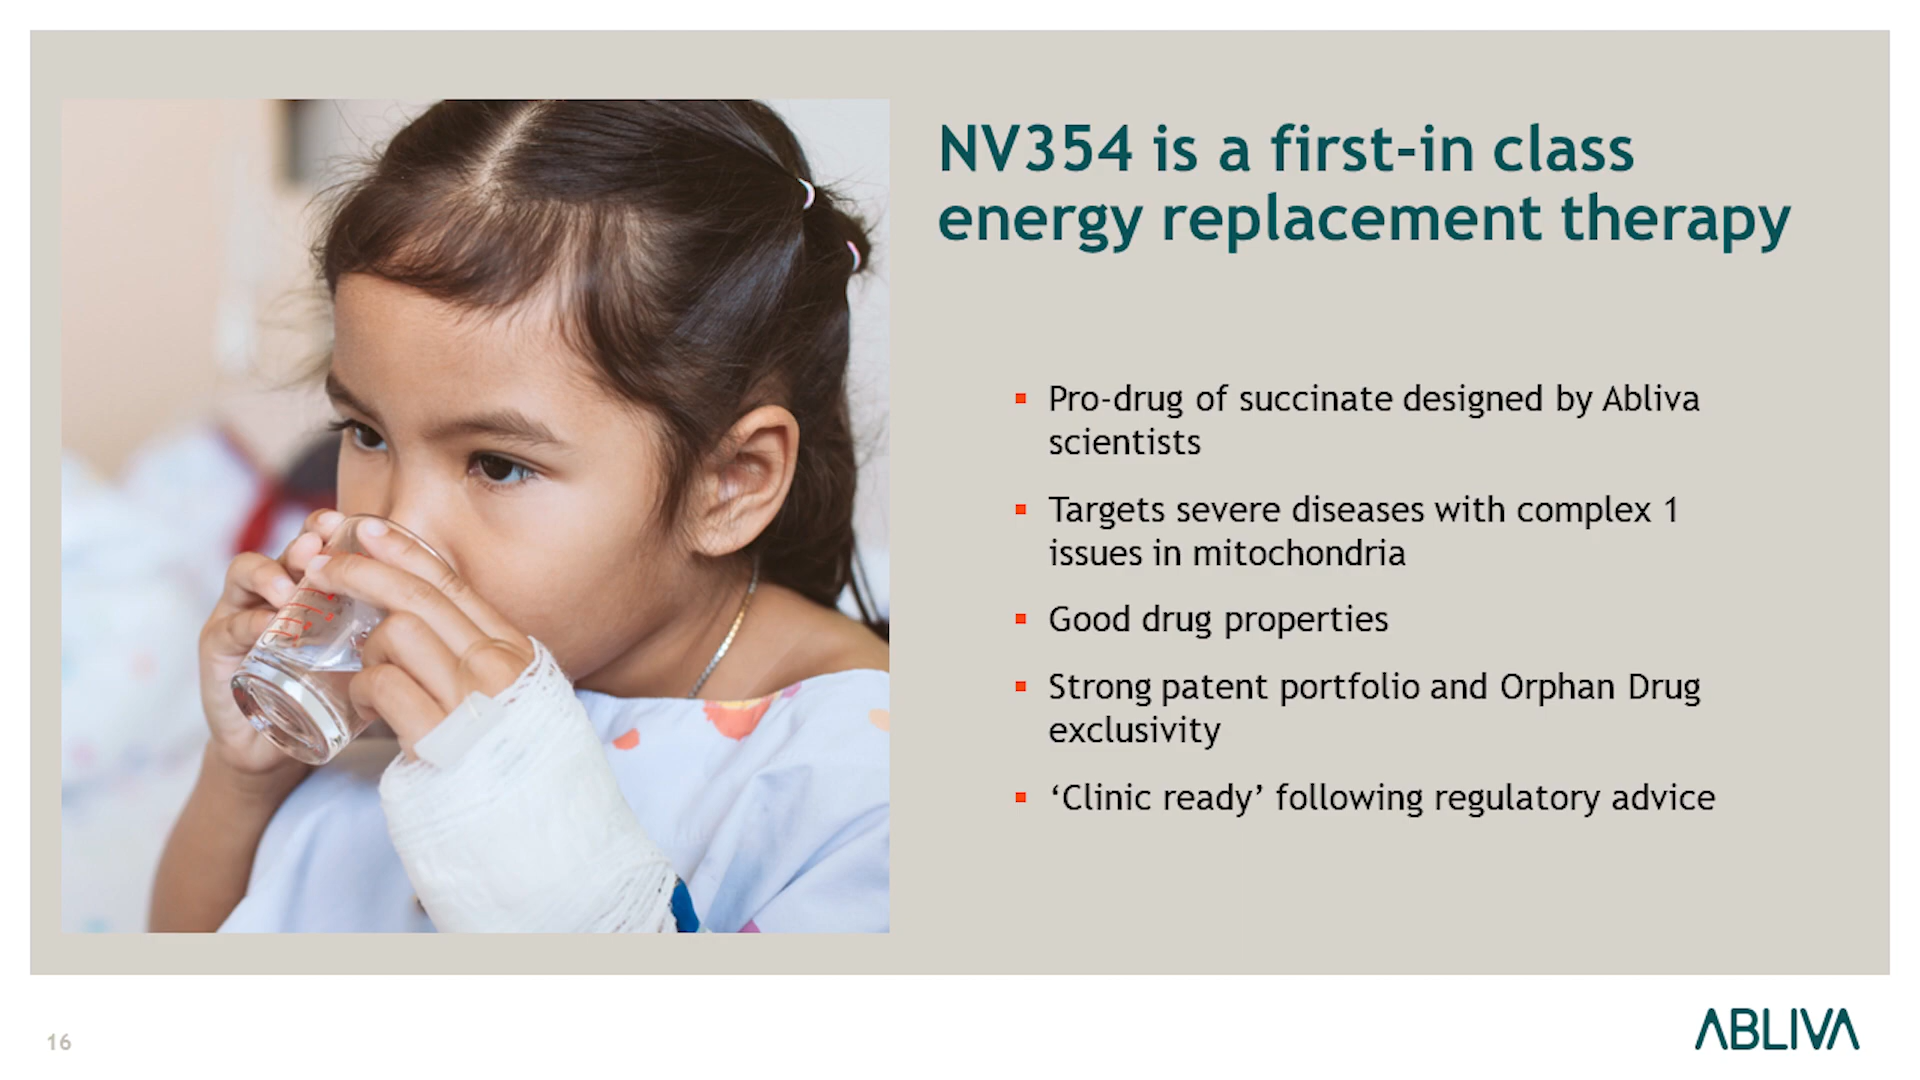 NV354 is a first-in class
energy replacement therapy
▪ Pro-drug of succinate designed by Abliva
scientists
▪ Targets severe diseases with complex 1
issues in mitochondria
▪ Good drug properties
▪ Strong patent portfolio and Orphan Drug
exclusivity
▪ ‘Clinic ready’ following regulatory advice
16
ABLIVA